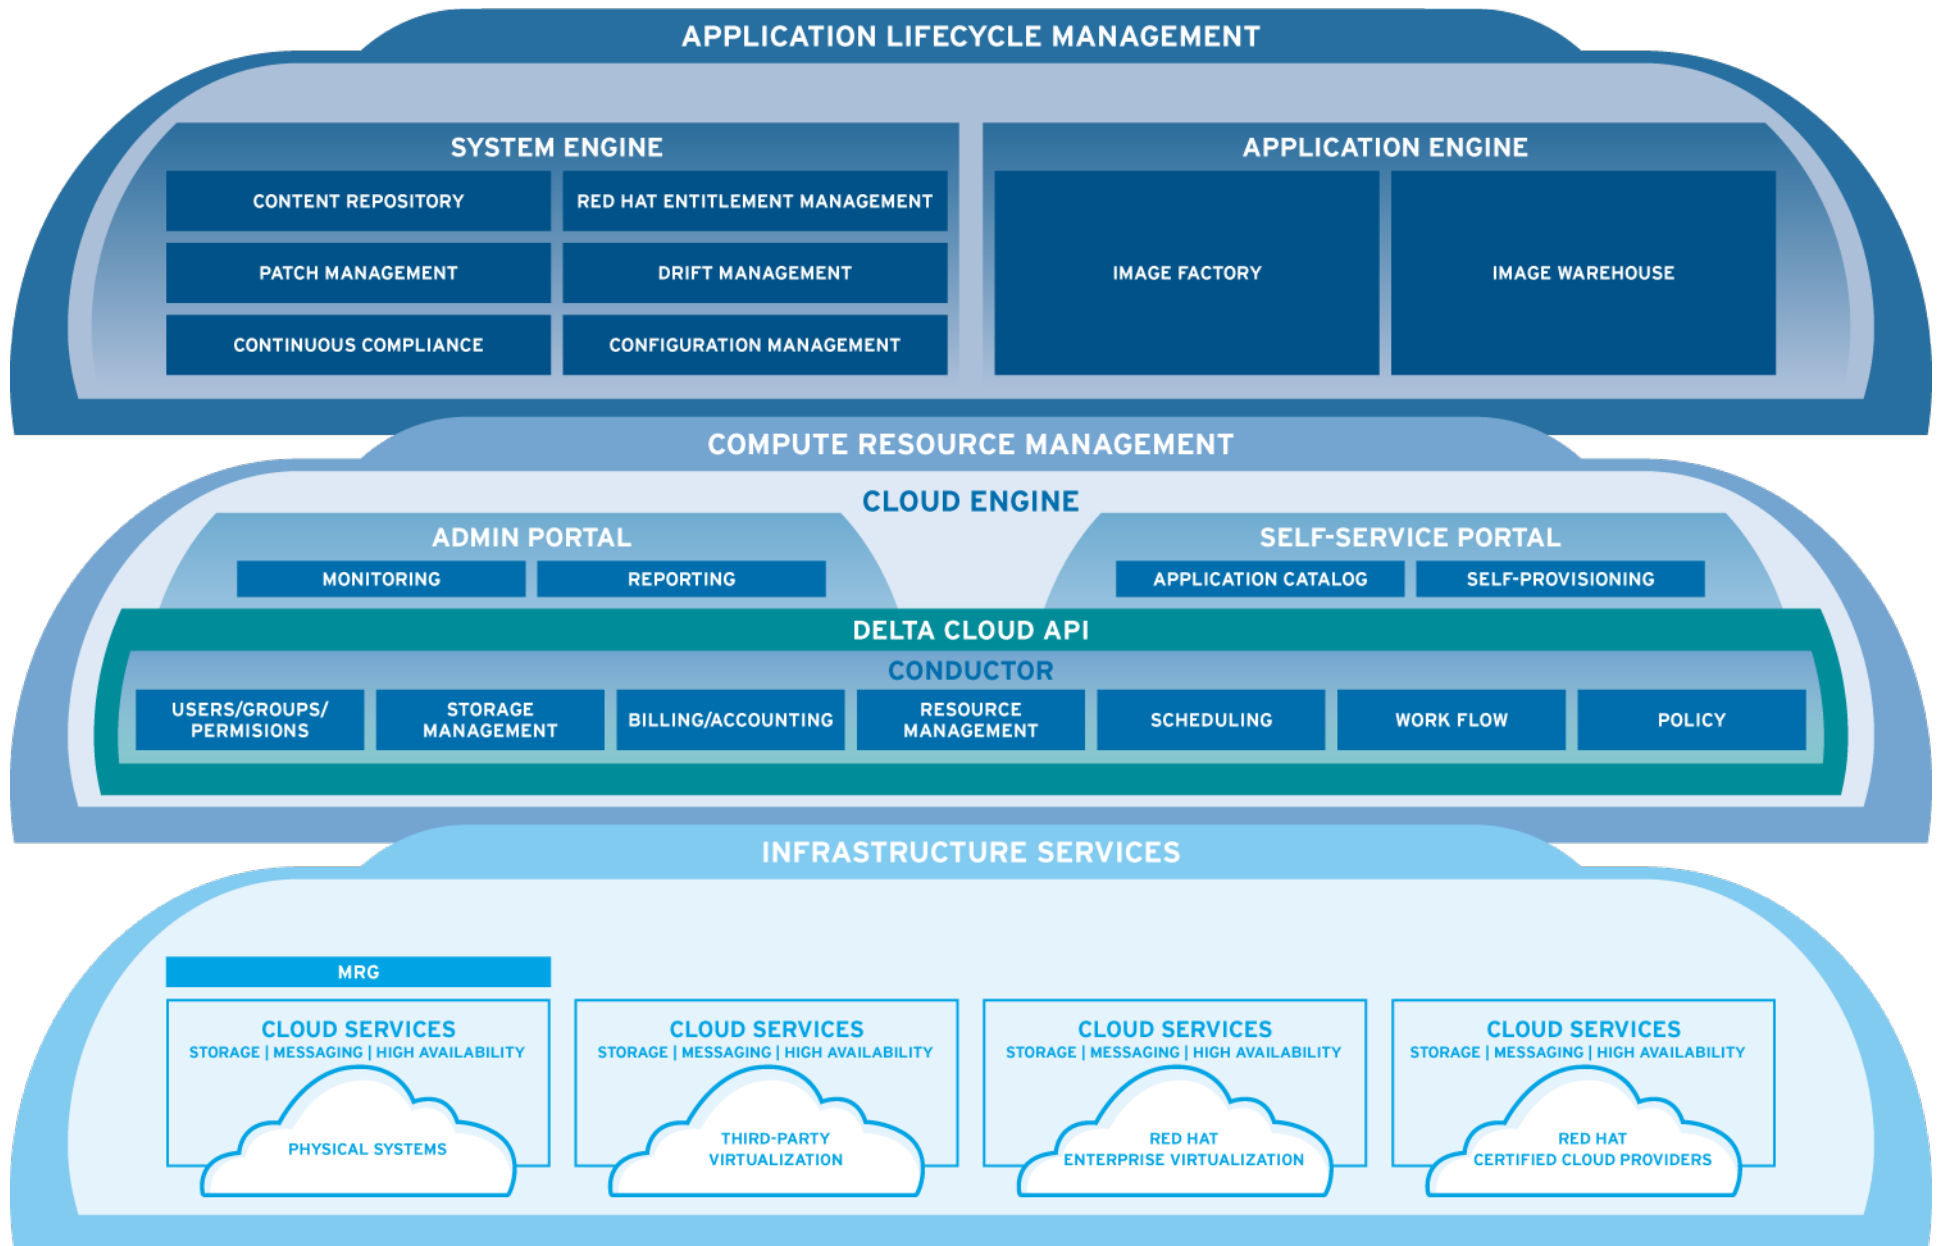 APPLICATION LIFECYCLE MANAGEMENT
SYSTEM ENGINE
CONTENT REPOSITORY
RED HAT ENTITLEMENT MANAGEMENT
PATCH MANAGEMENT
DRIFT MANAGEMENT
CONTINUOUS COMPLIANCE
CONFIGURATION MANAGEMENT
APPLICATION ENGINE
IMAGE FACTORY
IMAGE WAREHOUSE
COMPUTE RESOURCE MANAGEMENT
CLOUD ENGINE
ADMIN PORTAL
MONITORING
REPORTING
SELF-SERVICE PORTAL
APPLICATION CATALOG
SELF-PROVISIONING
DELTA CLOUD API
CONDUCTOR
USERS/GROUPS/
PERMISIONS
STORAGE
MANAGEMENT
BILLING/ACCOUNTING
RESOURCE
MANAGEMENT
SCHEDULING
WORK FLOW
POLICY
INFRASTRUCTURE SERVICES
MRG
CLOUD SERVICES
STORAGE | MESSAGING | HIGH AVAILABILITY
PHYSICAL SYSTEMS
CLOUD SERVICES
STORAGE | MESSAGING | HIGH AVAILABILITY
THIRD-PARTY
VIRTUALIZATION
CLOUD SERVICES
STORAGE | MESSAGING | HIGH AVAILABILITY
RED HAT
ENTERPRISE VIRTUALIZATION
CLOUD SERVICES
STORAGE | MESSAGING | HIGH AVAILABILITY
RED HAT
CERTIFIED CLOUD PROVIDERS